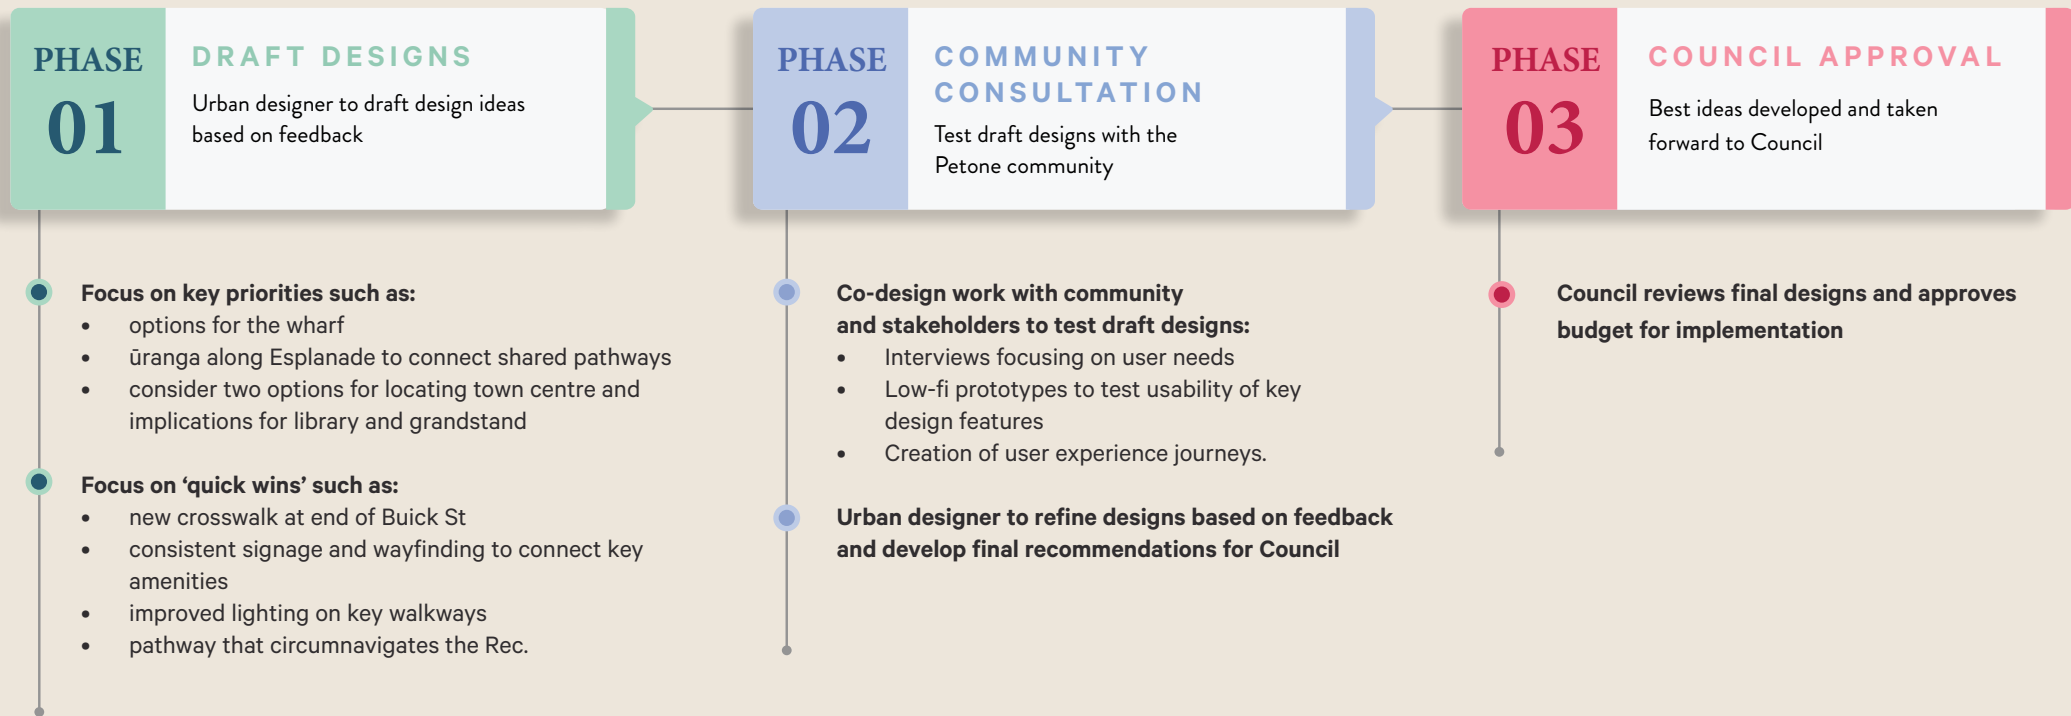 PHASE
01
DRAFT DESIGNS
Urban designer to draft design ideas
based on feedback
Focus on key priorities such as:
• options for the wharf
• ūranga along Esplanade to connect shared pathways
• consider two options for locating town centre and
implications for library and grandstand
Focus on ‘quick wins’ such as:
• new crosswalk at end of Buick St
• consistent signage and wayfinding to connect key
amenities
• improved lighting on key walkways
• pathway that circumnavigates the Rec.
PHASE
02
COMMUNITY
CONSULTATION
Test draft designs with the
Petone community
Co-design work with community
and stakeholders to test draft designs:
• Interviews focusing on user needs
• Low-fi prototypes to test usability of key
design features
• Creation of user experience journeys.
Urban designer to refine designs based on feedback
and develop final recommendations for Council
PHASE
03
COUNCIL APPROVAL
Best ideas developed and taken
forward to Council
Council reviews final designs and approves
budget for implementation